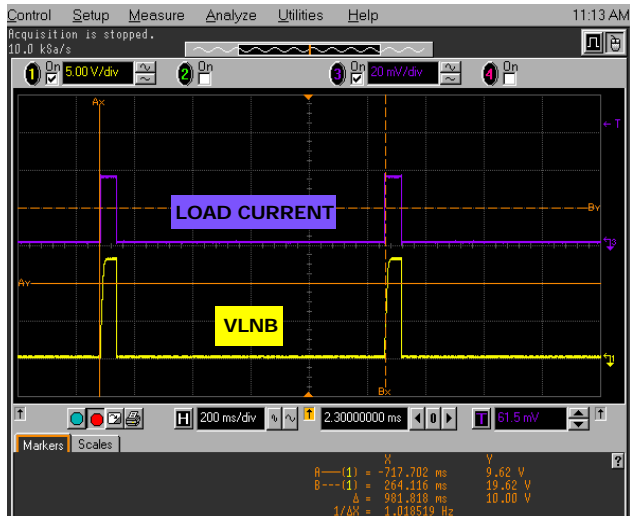 Control Setup Measure Analyze Utilities Help 11:13 AM
Acquisition is stopped.
10.0 kSa/s
1 On 5.00 V/div 2 On 3 On 20 mV/div 4 On
Ax
T
LOAD CURRENT
By
3
Ay
VLNB
1
Bx
H 200 ms/div 2.30000000 ms 0 T 61.5 mV
Markers Scales
?
X Y
A——(1) = -717.702 ms 9.62 V
B---(1) = 264.116 ms 19.62 V
Δ = 981.818 ms 10.00 V
1/ΔX = 1.018519 Hz